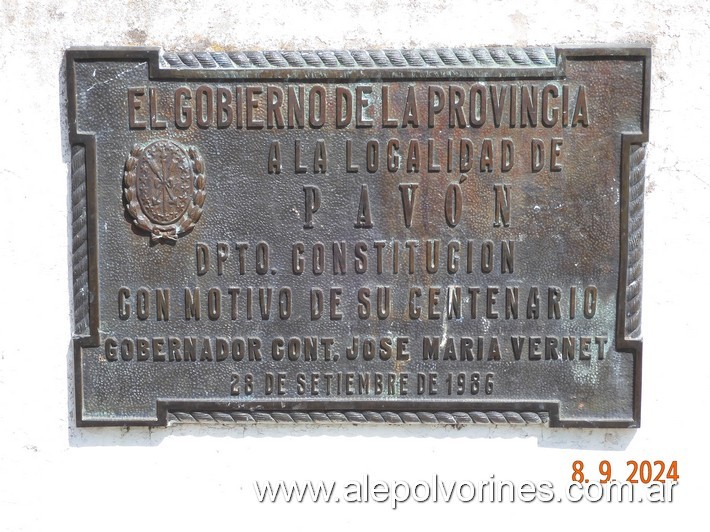 EL GOBIERNO DE LA PROVINCIA
A LA LOCALIDAD DE
PAVÓN
DPTO. CONSTITUCION
CON MOTIVO DE SU CENTENARIO
GOBERNADOR CONT. JOSE MARIA VERNET
28 DE SETIEMBRE DE 1986
8. 9. 2024
www.alepolvorines.com.ar